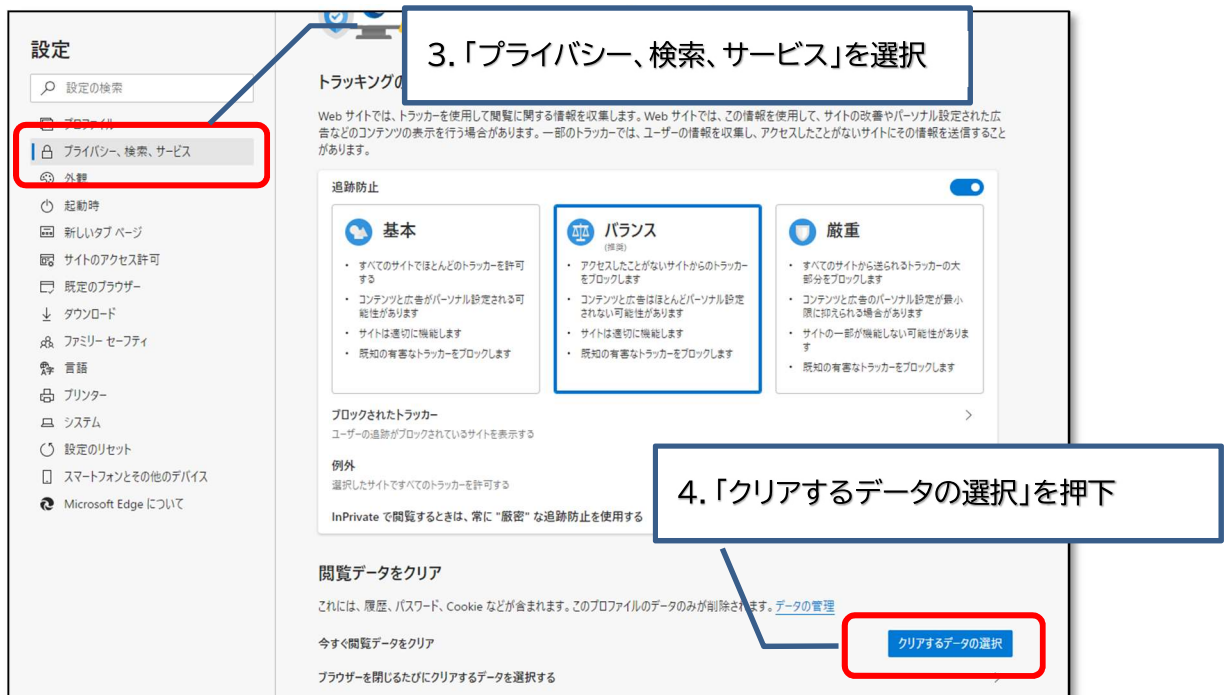 設定
設定の検索
プロファイル
プライバシー、検索、サービス
外観
起動時
新しいタブ ページ
サイトのアクセス許可
既定のブラウザー
ダウンロード
ファミリー セーフティ
言語
プリンター
システム
設定のリセット
スマートフォンとその他のデバイス
Microsoft Edge について
3.「プライバシー、検索、サービス」を選択
トラッキングの
Web サイトでは、トラッカーを使用して閲覧に関する情報を収集します。Web サイトでは、この情報を使用して、サイトの改善やパーソナル設定された広
告などのコンテンツの表示を行う場合があります。一部のトラッカーでは、ユーザーの情報を収集し、アクセスしたことがないサイトにその情報を送信すること
があります。
追跡防止
基本
・ すべてのサイトでほとんどのトラッカーを許可
する
・ コンテンツと広告がパーソナル設定される可
能性があります
・ サイトは適切に機能します
・ 既知の有害なトラッカーをブロックします
バランス
(推奨)
・ アクセスしたことがないサイトからのトラッカー
をブロックします
・ コンテンツと広告はほとんどパーソナル設定
されない可能性があります
・ サイトは適切に機能します
・ 既知の有害なトラッカーをブロックします
厳重
・ すべてのサイトから送られるトラッカーの大
部分をブロックします
・ コンテンツと広告のパーソナル設定が最小
限に抑えられる場合があります
・ サイトの一部が機能しない可能性がありま
す
・ 既知の有害なトラッカーをブロックします
ブロックされたトラッカー
ユーザーの追跡がブロックされているサイトを表示する
例外
選択したサイトですべてのトラッカーを許可する
InPrivate で閲覧するときは、常に "厳密" な追跡防止を使用する
4.「クリアするデータの選択」を押下
閲覧データをクリア
これには、履歴、パスワード、Cookie などが含まれます。このプロファイルのデータのみが削除されます。データの管理
今すぐ閲覧データをクリア
クリアするデータの選択
ブラウザーを閉じるたびにクリアするデータを選択する